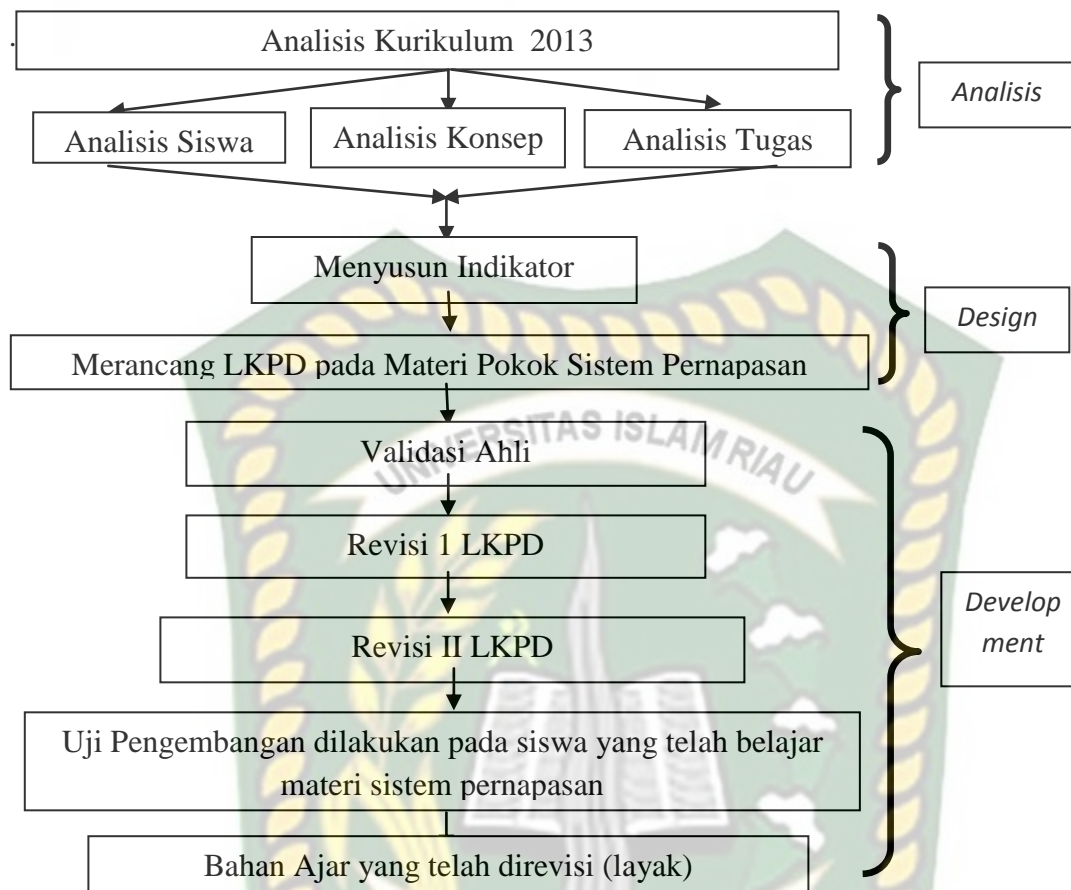 .
Analisis Kurikulum 2013
Analisis
Analisis Siswa
Analisis Konsep
Analisis Tugas
Menyusun Indikator
Design
Merancang LKPD pada Materi Pokok Sistem Pernapasan
UNIVERSITAS ISLAM RIAU
Validasi Ahli
Revisi 1 LKPD
Develop
ment
Revisi II LKPD
Uji Pengembangan dilakukan pada siswa yang telah belajar
materi sistem pernapasan
Bahan Ajar yang telah direvisi (layak)